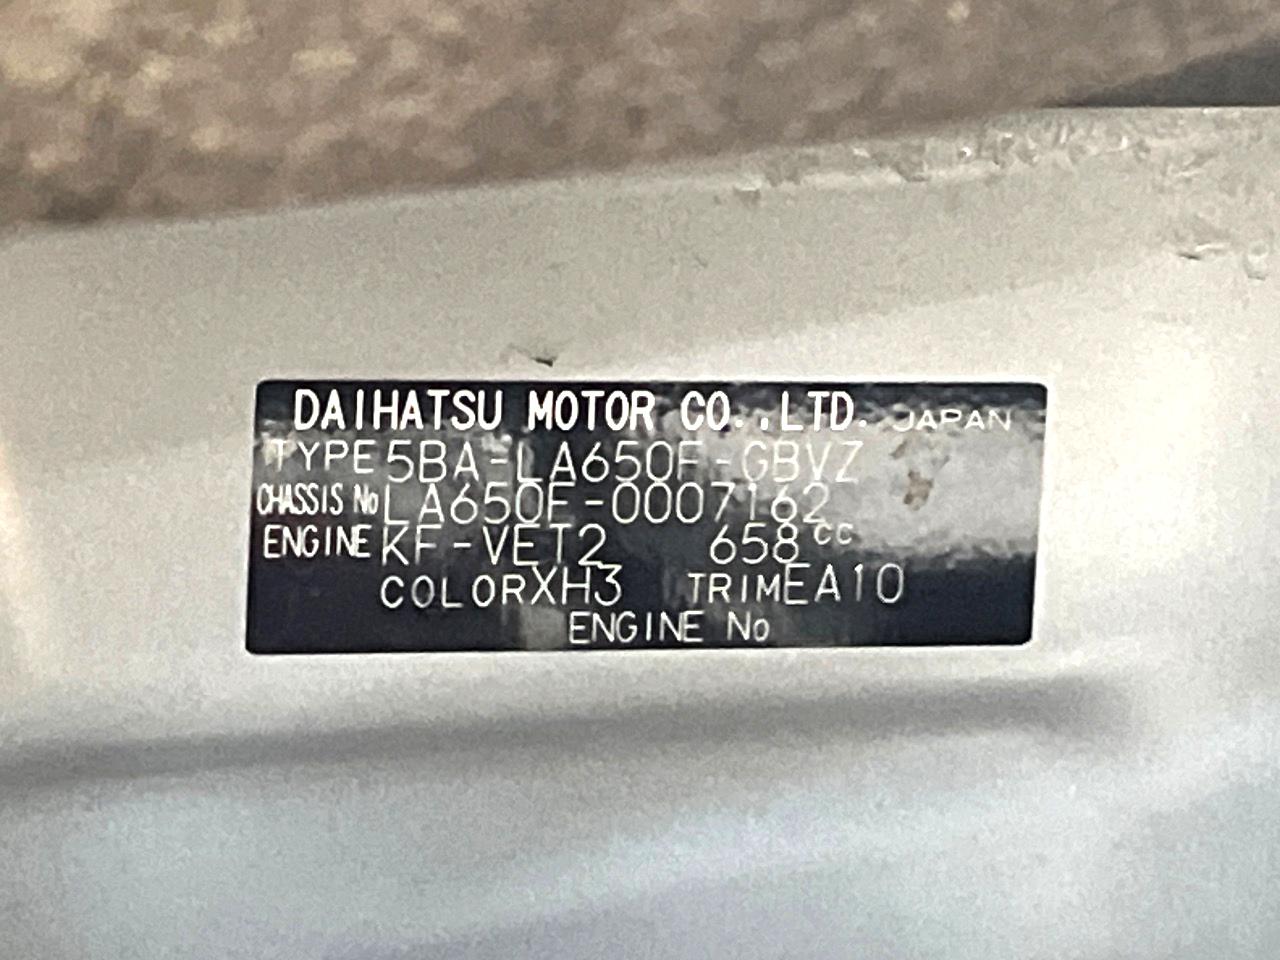 DAIHATSU MOTOR CO.,LTD. JAPAN
TYPE 5BA-LA650F-GBVZ
CHASSIS No LA650F-0007162
ENGINE KF-VET2 658cc
COLOR XH3 TRIM EA10
ENGINE No